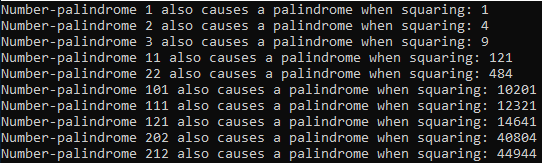 Number-palindrome 1 also causes a palindrome when squaring: 1
Number-palindrome 2 also causes a palindrome when squaring: 4
Number-palindrome 3 also causes a palindrome when squaring: 9
Number-palindrome 11 also causes a palindrome when squaring: 121
Number-palindrome 22 also causes a palindrome when squaring: 484
Number-palindrome 101 also causes a palindrome when squaring: 10201
Number-palindrome 111 also causes a palindrome when squaring: 12321
Number-palindrome 121 also causes a palindrome when squaring: 14641
Number-palindrome 202 also causes a palindrome when squaring: 40804
Number-palindrome 212 also causes a palindrome when squaring: 44944